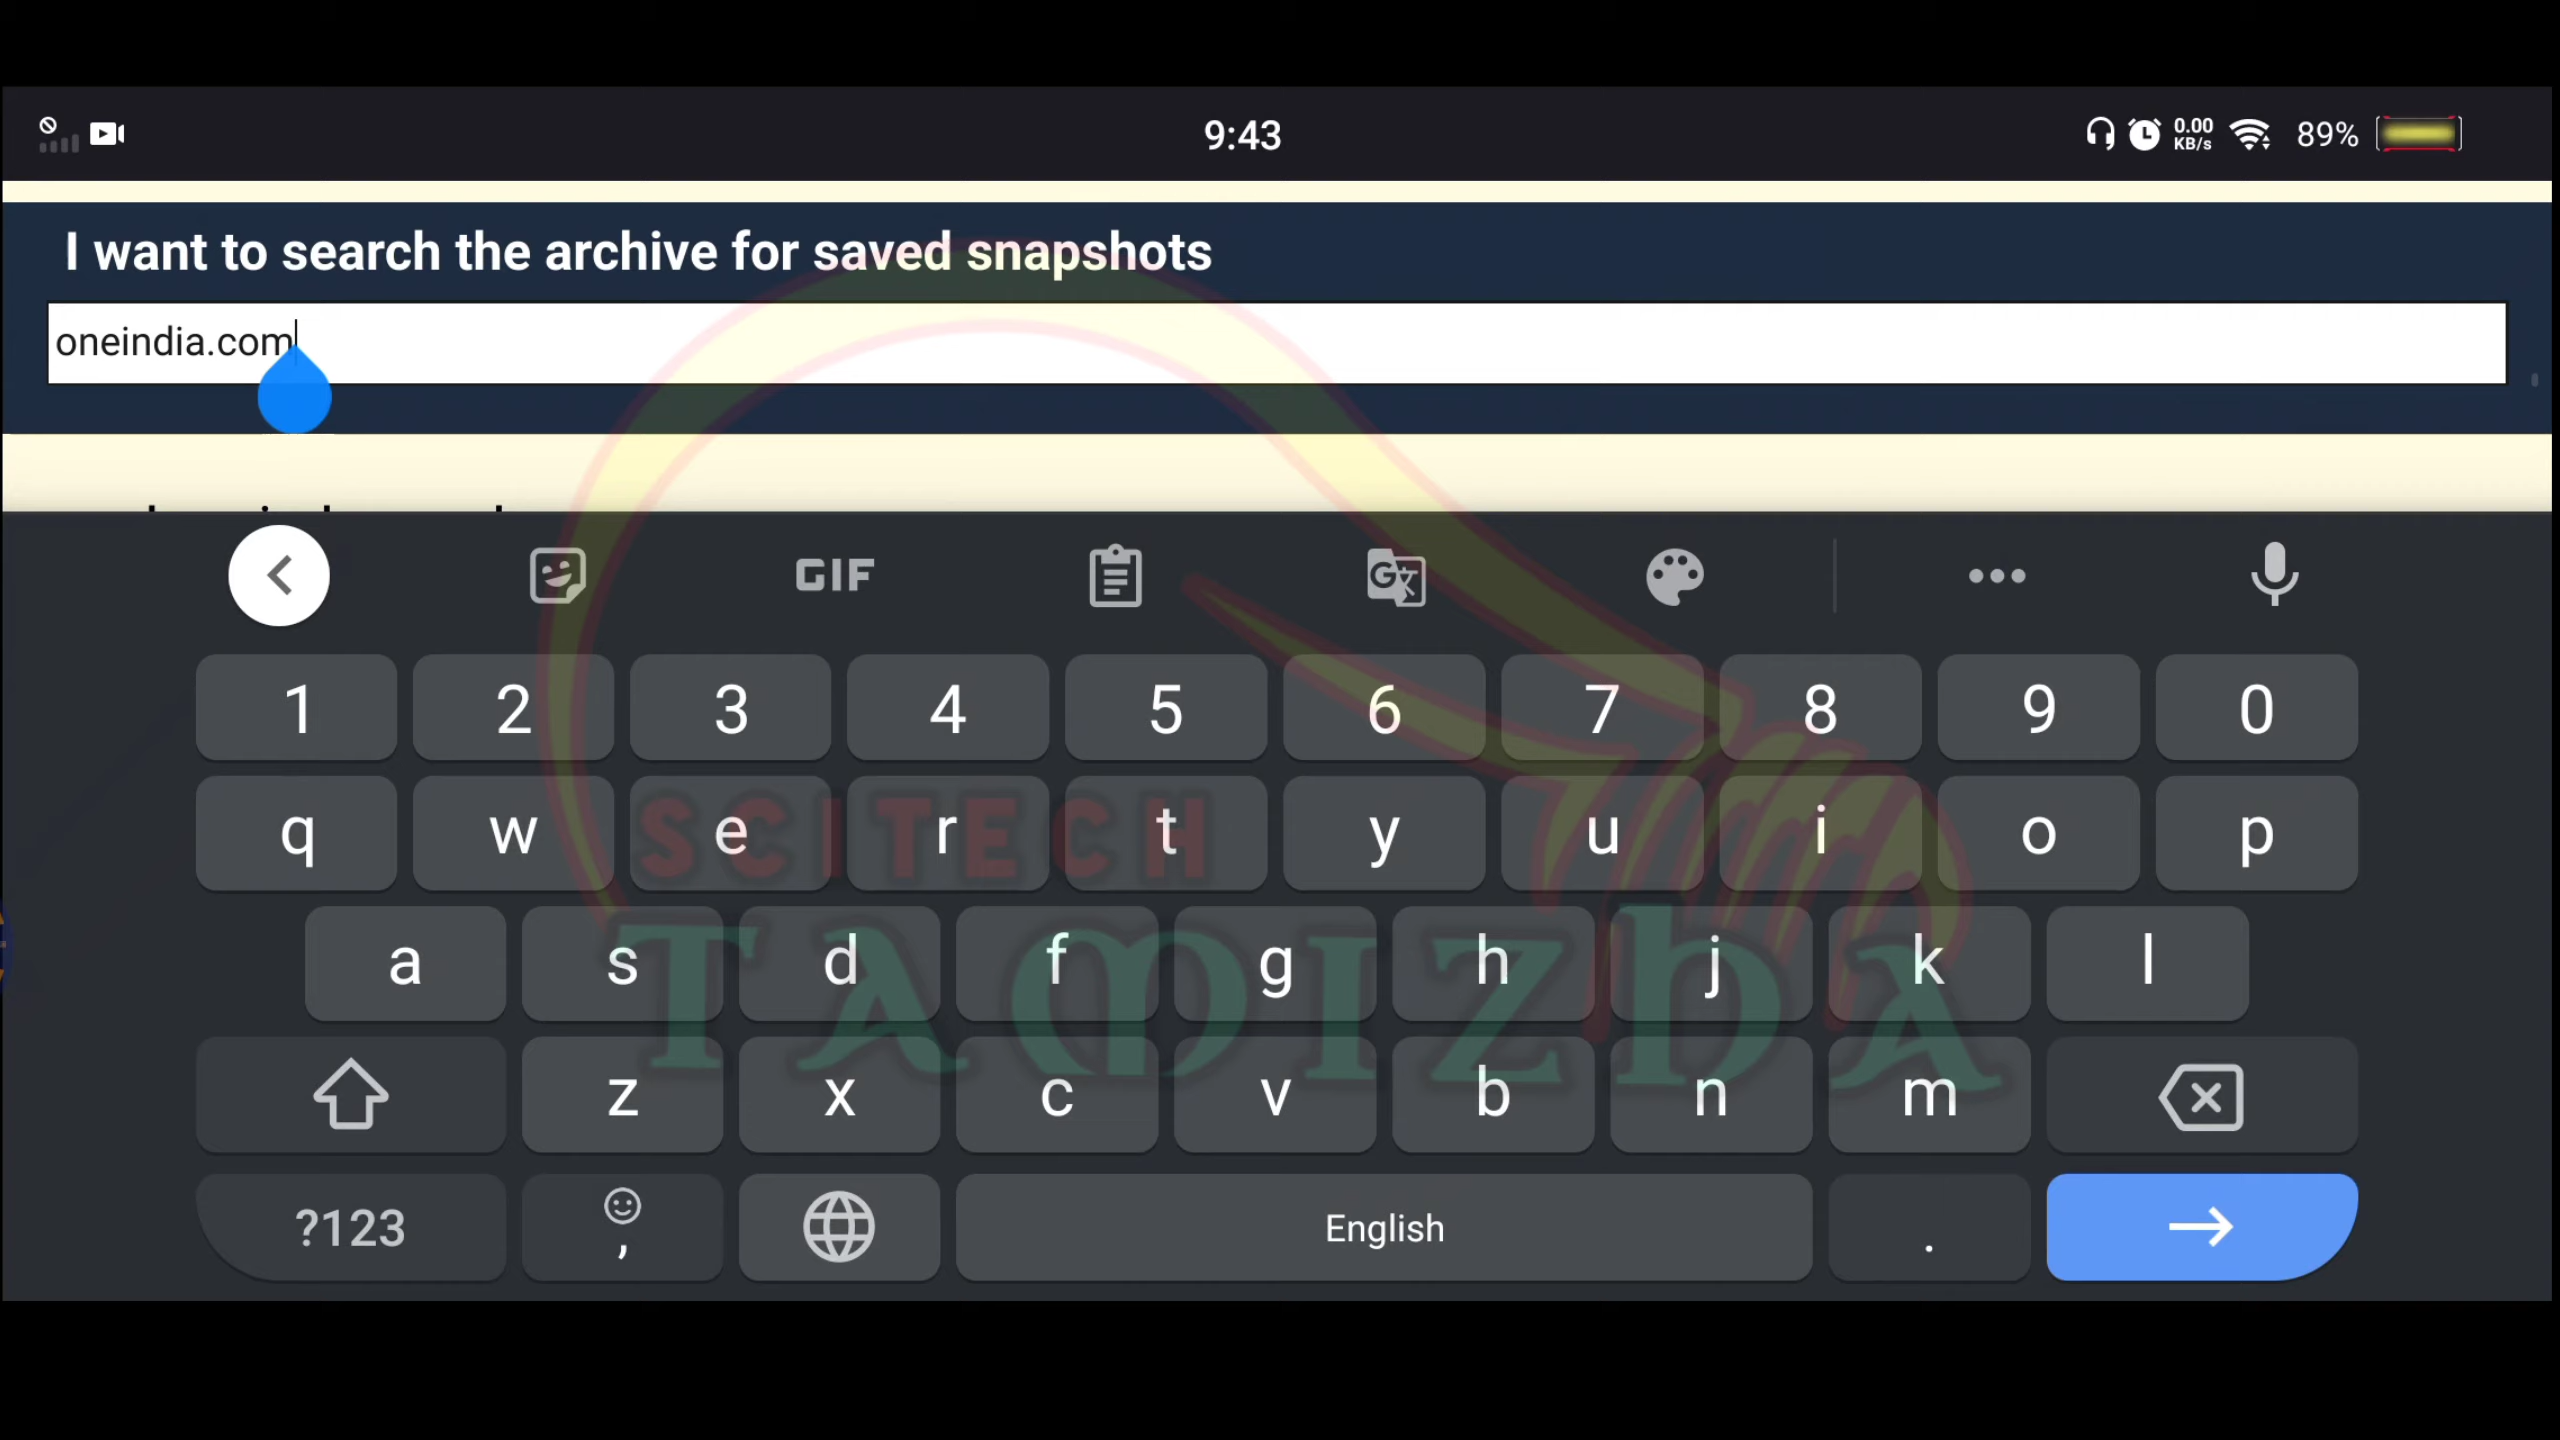 9:43
0.00
KB/s
89%
I want to search the archive for saved snapshots
oneindia.com
GIF
G
1 2 3 4 5 6 7 8 9 0
q w e r t y u i o p
SCITECH
a s d f g h j k l
TAMIZHA
z x c v b n m
?123 , English .